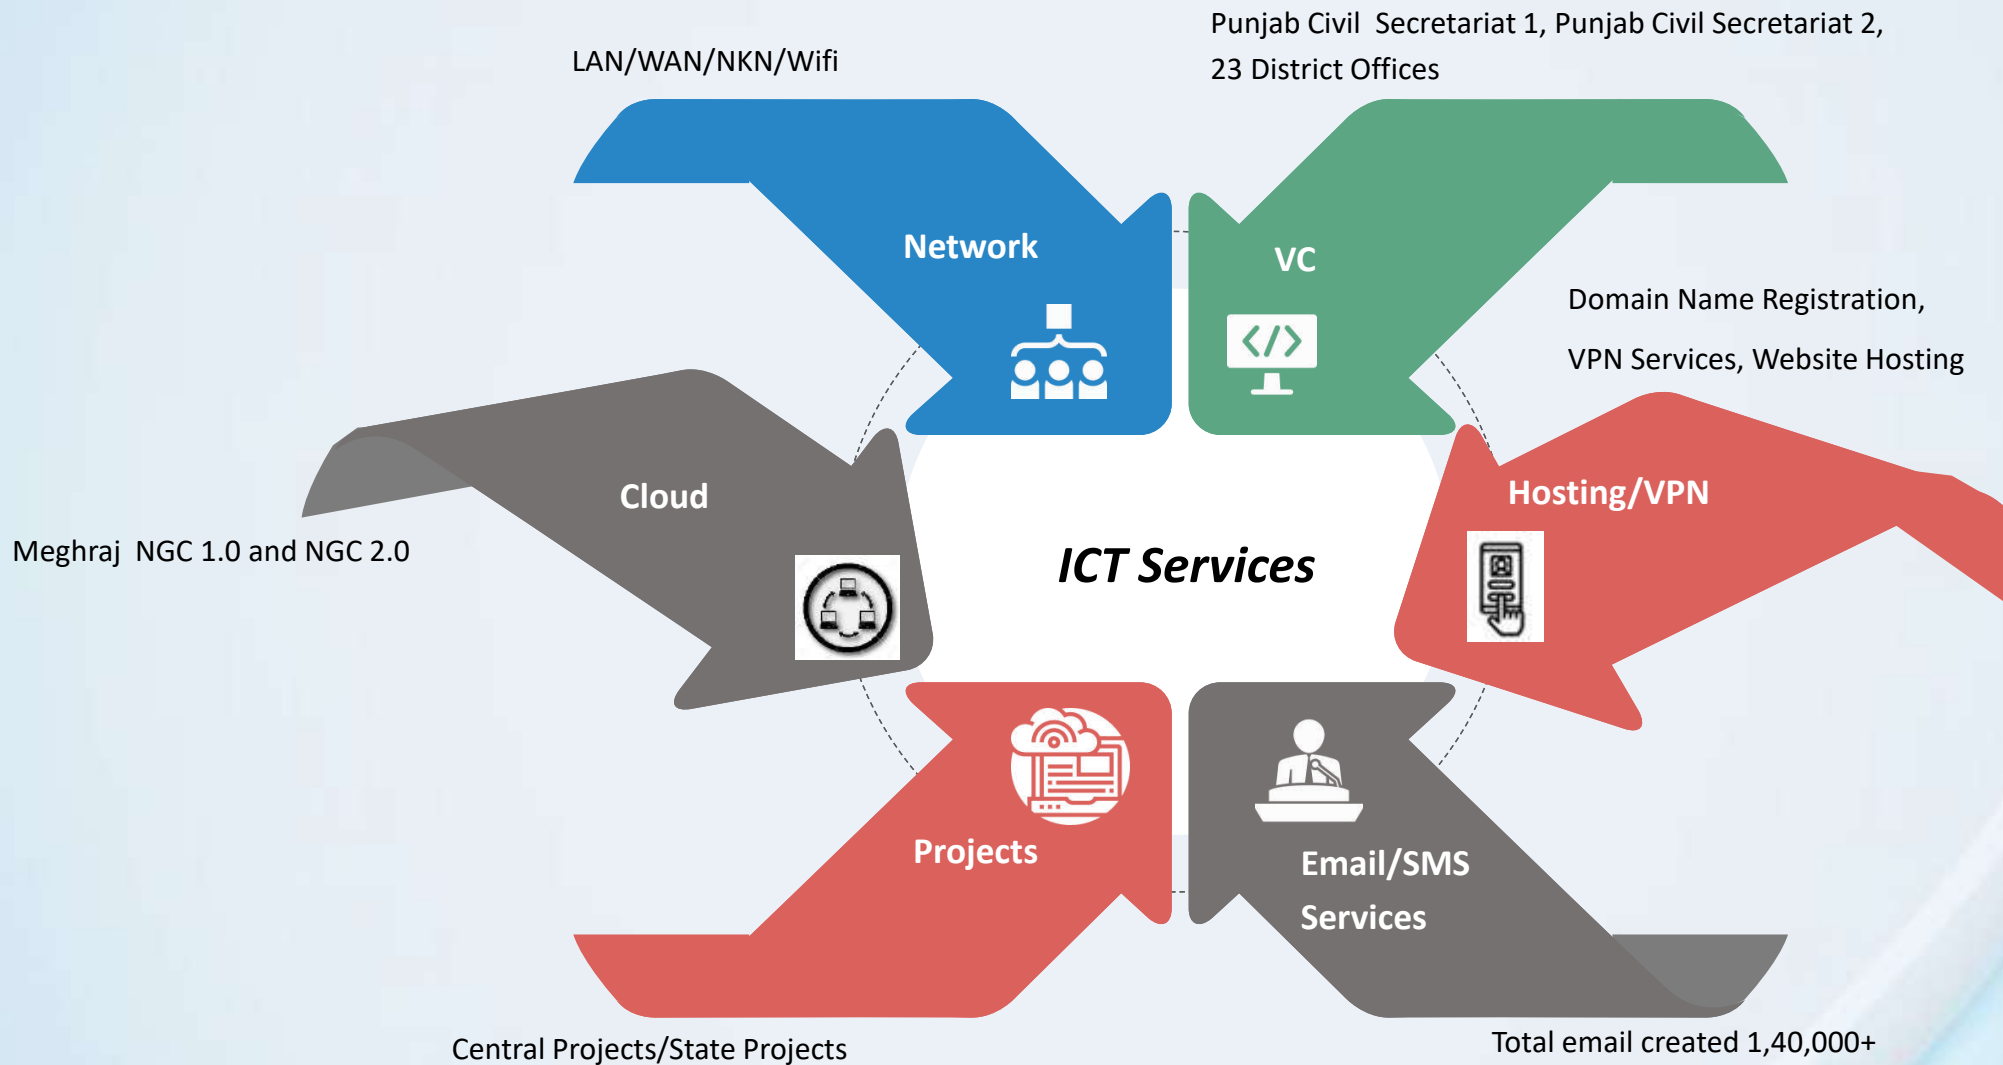 Punjab Civil Secretariat 1, Punjab Civil Secretariat 2,
23 District Offices
LAN/WAN/NKN/Wifi
Network
VC
Domain Name Registration,
VPN Services, Website Hosting
Cloud
Hosting/VPN
Meghraj NGC 1.0 and NGC 2.0
ICT Services
Projects
Email/SMS
Services
Central Projects/State Projects
Total email created 1,40,000+